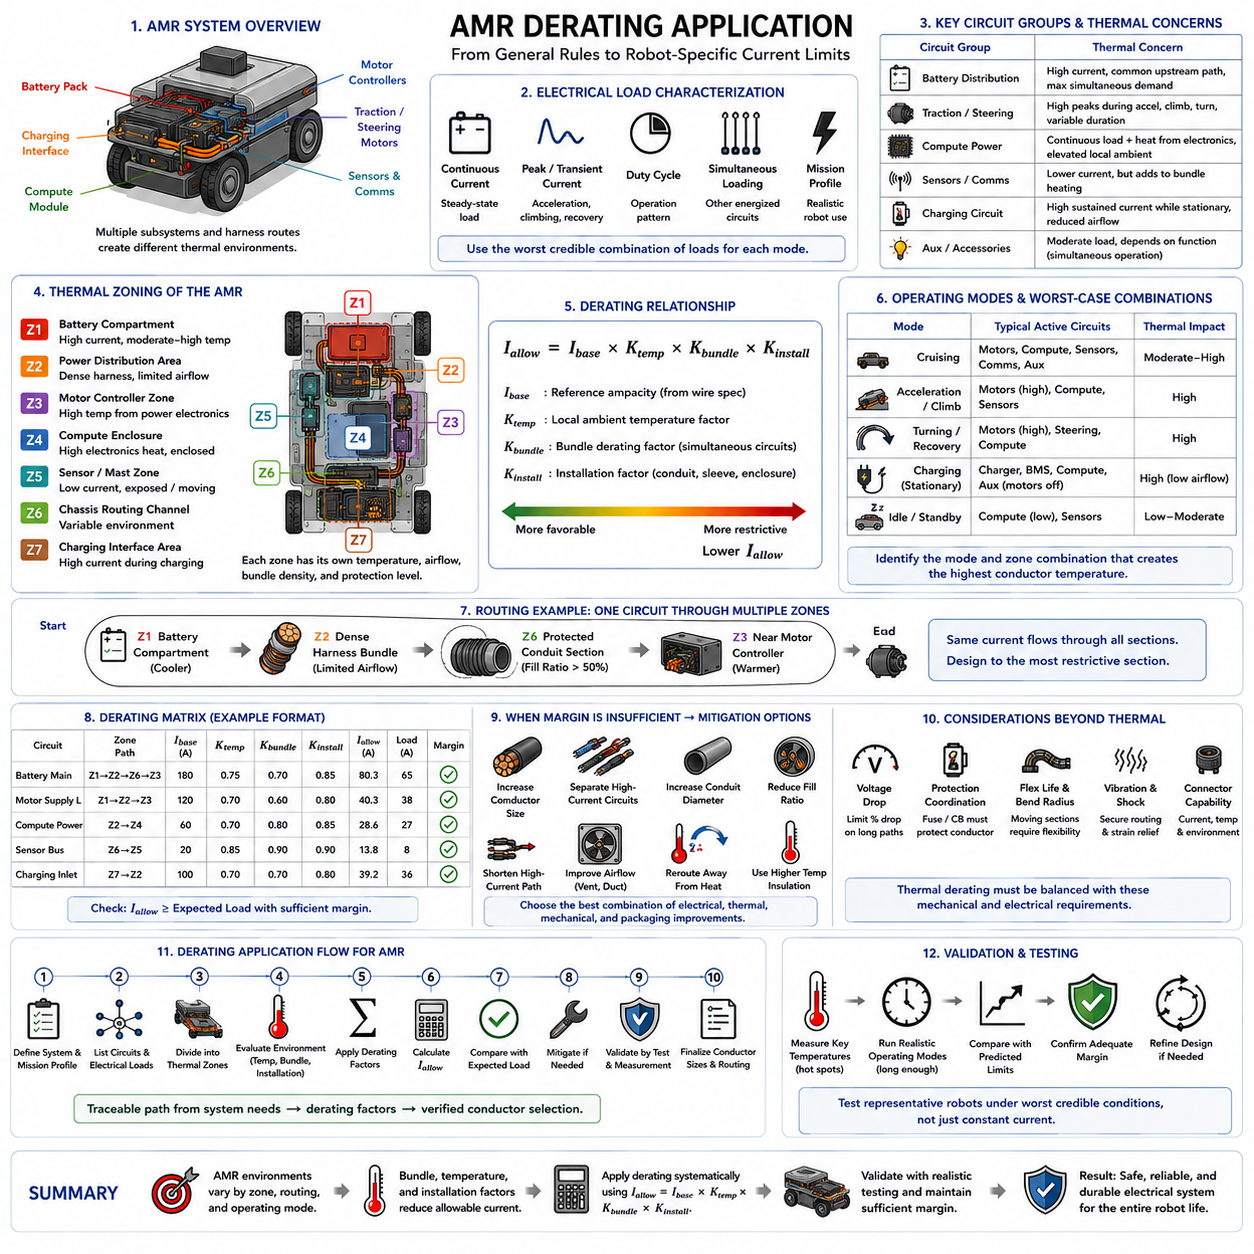 AMR DERATING APPLICATION
From General Rules to Robot-Specific Current Limits
1. AMR SYSTEM OVERVIEW
Battery Pack
Charging
Interface
Compute
Module
Motor
Controllers
Traction /
Steering
Motors
Sensors &
Comms
Multiple subsystems and harness routes
create different thermal environments.
2. ELECTRICAL LOAD CHARACTERIZATION
Continuous
Current
Steady-state
load
Peak / Transient
Current
Acceleration,
climbing, recovery
Duty Cycle
Operation
pattern
Simultaneous
Loading
Other energized
circuits
Mission
Profile
Realistic
robot use
Use the worst credible combination of loads for each mode.
3. KEY CIRCUIT GROUPS & THERMAL CONCERNS
Circuit Group Thermal Concern
Battery Distribution
High current, common upstream path,
max simultaneous demand
Traction / Steering
High peaks during accel, climb, turn,
variable duration
Compute Power
Continuous load + heat from electronics,
elevated local ambient
Sensors / Comms
Lower current, but adds to bundle
heating
Charging Circuit
High sustained current while stationary,
reduced airflow
Aux / Accessories
Moderate load, depends on function
(simultaneous operation)
4. THERMAL ZONING OF THE AMR
Z1 Battery Compartment
High current, moderate–high temp
Z2 Power Distribution Area
Dense harness, limited airflow
Z3 Motor Controller Zone
High temp from power electronics
Z4 Compute Enclosure
High electronics heat, enclosed
Z5 Sensor / Mast Zone
Low current, exposed / moving
Z6 Chassis Routing Channel
Variable environment
Z7 Charging Interface Area
High current during charging
Z1
Z2
Z5
Z3
Z4
Z6
Z7
Each zone has its own temperature, airflow,
bundle density, and protection level.
5. DERATING RELATIONSHIP
I_allow = I_base × K_temp × K_bundle × K_install
I_base : Reference ampacity (from wire spec)
K_temp : Local ambient temperature factor
K_bundle : Bundle derating factor (simultaneous circuits)
K_install : Installation factor (conduit, sleeve, enclosure)
More favorable More restrictive
Lower I_allow
6. OPERATING MODES & WORST-CASE COMBINATIONS
Mode Typical Active Circuits Thermal Impact
Cruising
Motors, Compute, Sensors,
Comms, Aux
Moderate–High
Acceleration
/ Climb
Motors (high), Compute,
Sensors
High
Turning /
Recovery
Motors (high), Steering,
Compute
High
Charging
(Stationary)
Charger, BMS, Compute,
Aux (motors off)
High (low airflow)
Zz
Idle / Standby Compute (low), Sensors Low–Moderate
Identify the mode and zone combination that creates
the highest conductor temperature.
7. ROUTING EXAMPLE: ONE CIRCUIT THROUGH MULTIPLE ZONES
Start
Z1 Battery
Compartment
(Cooler)
Z2 Dense
Harness Bundle
(Limited Airflow)
Z6 Protected
Conduit Section
(Fill Ratio > 50%)
Z3 Near Motor
Controller
(Warmer)
End
Same current flows through all sections.
Design to the most restrictive section.
8. DERATING MATRIX (EXAMPLE FORMAT)
Circuit Zone Path I_base (A) K_temp K_bundle K_install I_allow (A) Load (A) Margin
Battery Main Z1→Z2→Z6→Z3 180 0.75 0.70 0.85 80.3 65
Motor Supply L Z1→Z2→Z3 120 0.70 0.60 0.80 40.3 38
Compute Power Z2→Z4 60 0.70 0.80 0.85 28.6 27
Sensor Bus Z6→Z5 20 0.85 0.90 0.90 13.8 8
Charging Inlet Z7→Z2 100 0.70 0.70 0.80 39.2 36
Check: I_allow ≥ Expected Load with sufficient margin.
9. WHEN MARGIN IS INSUFFICIENT → MITIGATION OPTIONS
Increase
Comductor
Size
Separate High-
Current Circuits
Increase Conduit
Diameter
Reduce Fill
Ratio
Shorten High-
Current Path
Improve Airflow
(Vent, Duct)
Reroute Away
From Heat
Use Higher Temp
Insulation
Choose the best combination of electrical, thermal,
mechanical, and packaging improvements.
10. CONSIDERATIONS BEYOND THERMAL
V
Voltage
Drop
Limit % drop
on long paths
Protection
Coordination
Fuse / CB must
protect conductor
Flex Life &
Bend Radius
Moving sections
require flexibility
Vibration &
Shock
Secure routing
& strain relief
Connector
Capability
Current, temp
& environment
Thermal derating must be balanced with these
mechanical and electrical requirements.
11. DERATING APPLICATION FLOW FOR AMR
1 2 3 4 5 6 7 8 9 10
Define System &
Mission Profile
List Circuits &
Electrical Loads
Divide into
Thermal Zones
Evaluate Environment
(Temp, Bundle,
Installation)
Σ
Apply Derating
Factors
Calculate
I_allow
Compare with
Expected Load
Mitigate if
Needed
Validate by Test
& Measurement
Finalize Conductor
Sizes & Routing
Traceable path from system needs → derating factors → verified conductor selection.
12. VALIDATION & TESTING
Measure Key
Temperatures
(hot spots)
Run Realistic
Operating Modes
(long enough)
Compare with
Predicted
Limits
Confirm Adequate
Margin
Refine Design
if Needed
Test representative robots under worst credible conditions,
not just constant current.
SUMMARY
AMR environments
vary by zone, routing,
and operating mode.
Bundle, temperature,
and installation factors
reduce allowable current.
Apply derating systematically
using I_allow = I_base × K_temp ×
K_bundle × K_install.
Validate with realistic
testing and maintain
sufficient margin.
Result: Safe, reliable, and
durable electrical system
for the entire robot life.